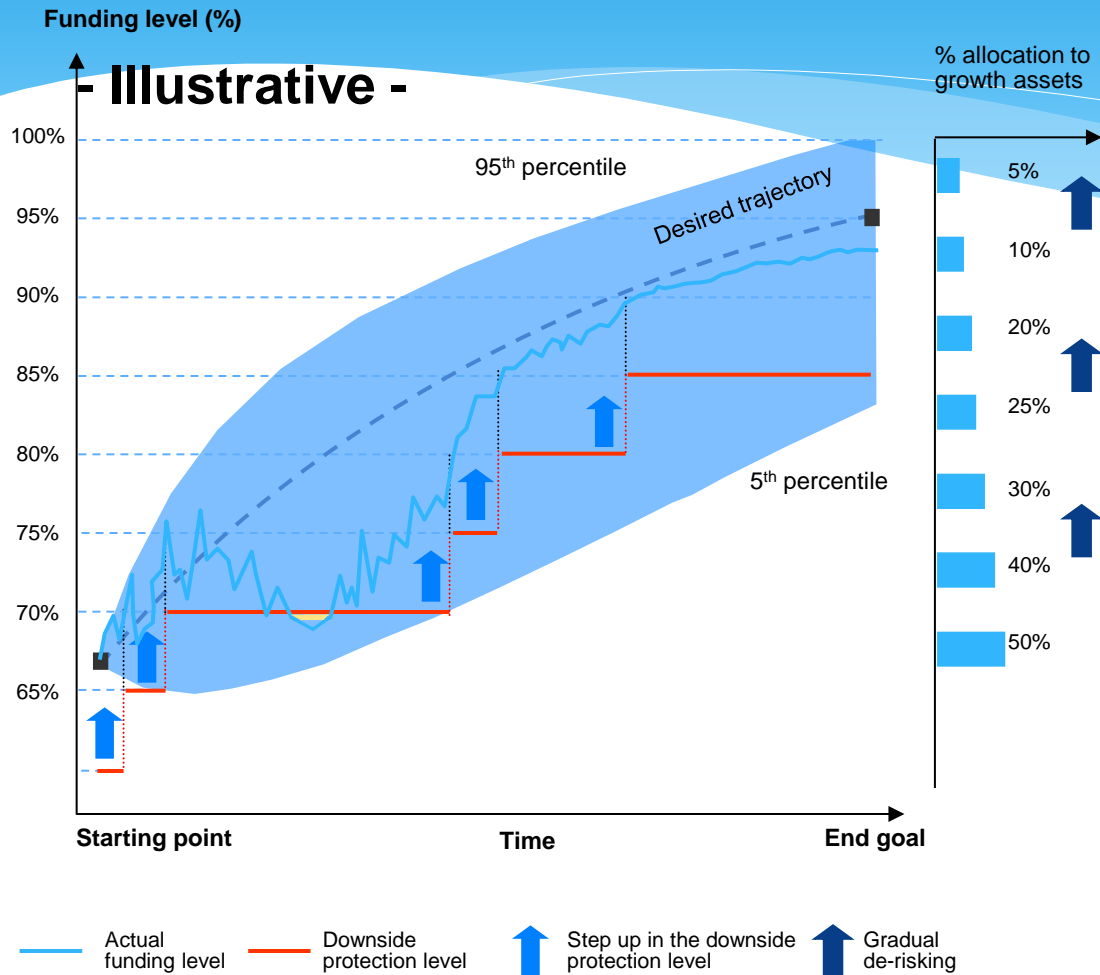 Funding level (%)
- Illustrative -
% allocation to
growth assets
100%
95%
90%
85%
80%
75%
70%
65%
95th percentile
Desired trajectory
5th percentile
5%
10%
20%
25%
30%
40%
50%
Starting point
Time
End goal
Actual
funding level
Downside
protection level
Step up in the downside
protection level
Gradual
de-risking